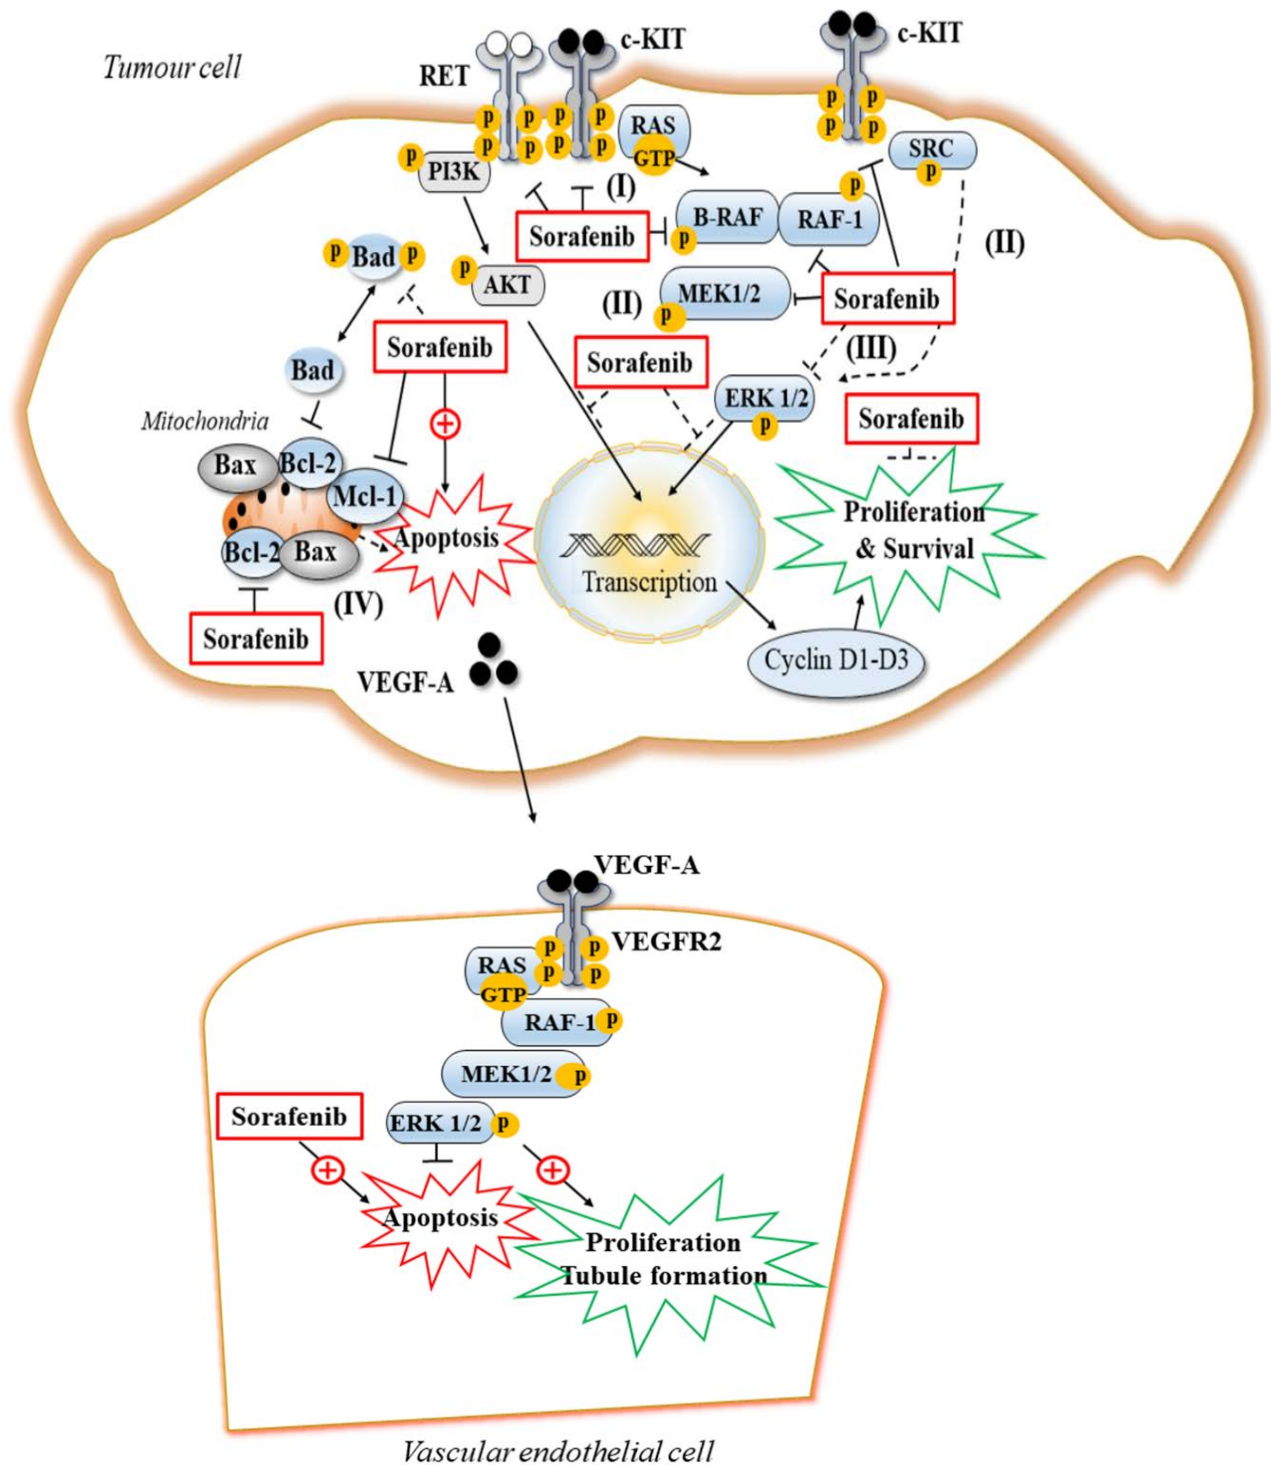 Tumour cell
RET
c-KIT
c-KIT
p p p p
p p p p
p p
p p
RAS
GTP
SRC
p
p
PI3K
(I)
p
B-RAF
RAF-1
p
Sorafenib
(II)
p Bad p
p
AKT
(II)
MEK1/2
p
Sorafenib
(III)
Sorafenib
Sorafenib
Bad
ERK 1/2
p
Sorafenib
Mitochondria
Bax
Bcl-2
Mcl-1
Apoptosis
Bcl-2
Bax
(IV)
Sorafenib
Transcription
Proliferation
& Survival
Cyclin D1-D3
VEGF-A
VEGF-A
VEGFR2
p p
p p
RAS
GTP
RAF-1 p
MEK1/2 p
ERK 1/2 p
Sorafenib
Apoptosis
Proliferation
Tubule formation
Vascular endothelial cell